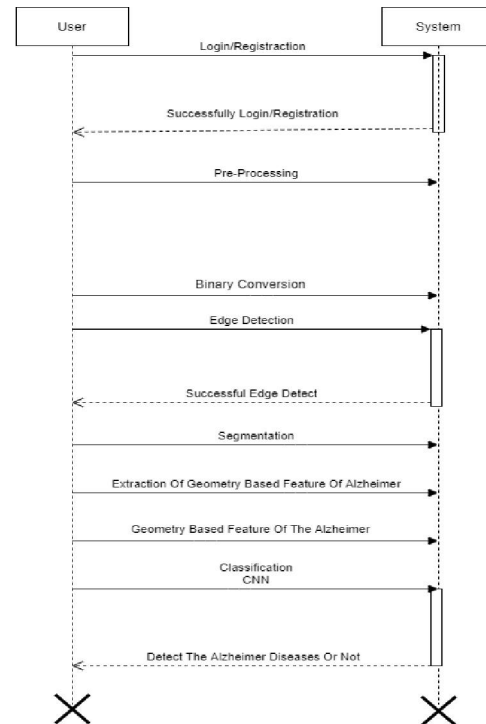 User
System
Login/Registraction
Successfully Login/Registration
Pre-Processing
Binary Conversion
Edge Detection
Successful Edge Detect
Segmentation
Extraction Of Geometry Based Feature Of Alzheimer
Geometry Based Feature Of The Alzheimer
Classification
CNN
Detect The Alzheimer Diseases Or Not